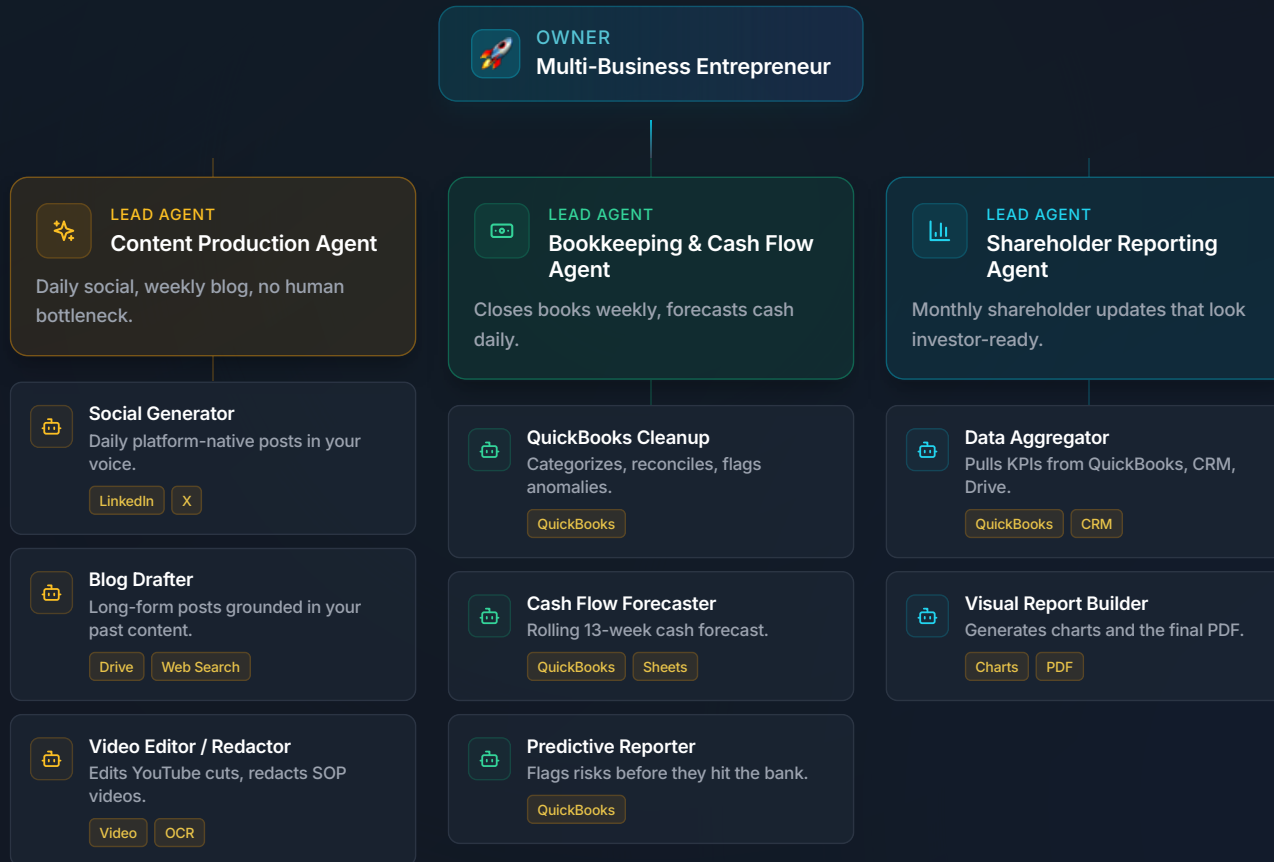 OWNER
Multi-Business Entrepreneur
LEAD AGENT
Content Production Agent
Daily social, weekly blog, no human
bottleneck.
Social Generator
Daily platform-native posts in your
voice.
LinkedIn
X
Blog Drafter
Long-form posts grounded in your
past content.
Drive
Web Search
Video Editor / Redactor
Edits YouTube cuts, redacts SOP
videos.
Video
OCR
LEAD AGENT
Bookkeeping & Cash Flow
Agent
Closes books weekly, forecasts cash
daily.
QuickBooks Cleanup
Categorizes, reconciles, flags
anomalies.
QuickBooks
Cash Flow Forecaster
Rolling 13-week cash forecast.
QuickBooks
Sheets
Predictive Reporter
Flags risks before they hit the bank.
QuickBooks
LEAD AGENT
Shareholder Reporting
Agent
Monthly shareholder updates that look
investor-ready.
Data Aggregator
Pulls KPIs from QuickBooks, CRM,
Drive.
QuickBooks
CRM
Visual Report Builder
Generates charts and the final PDF.
Charts
PDF